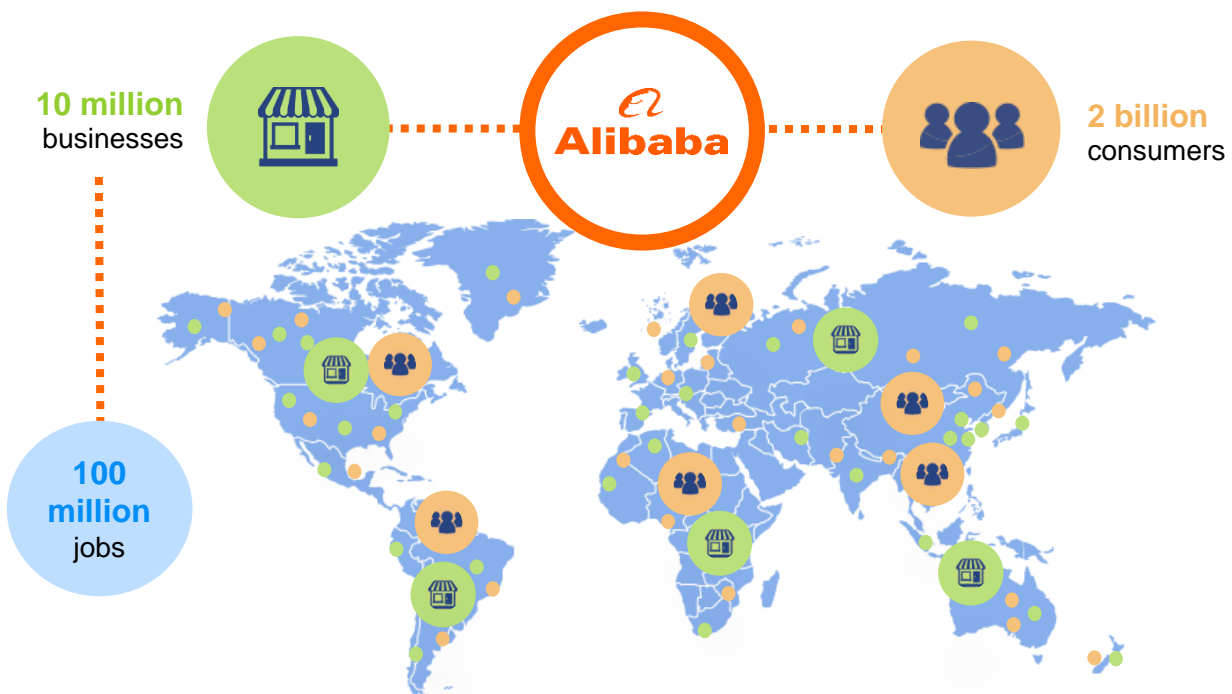 10 million
businesses
Alibaba
2 billion
consumers
100
million
jobs